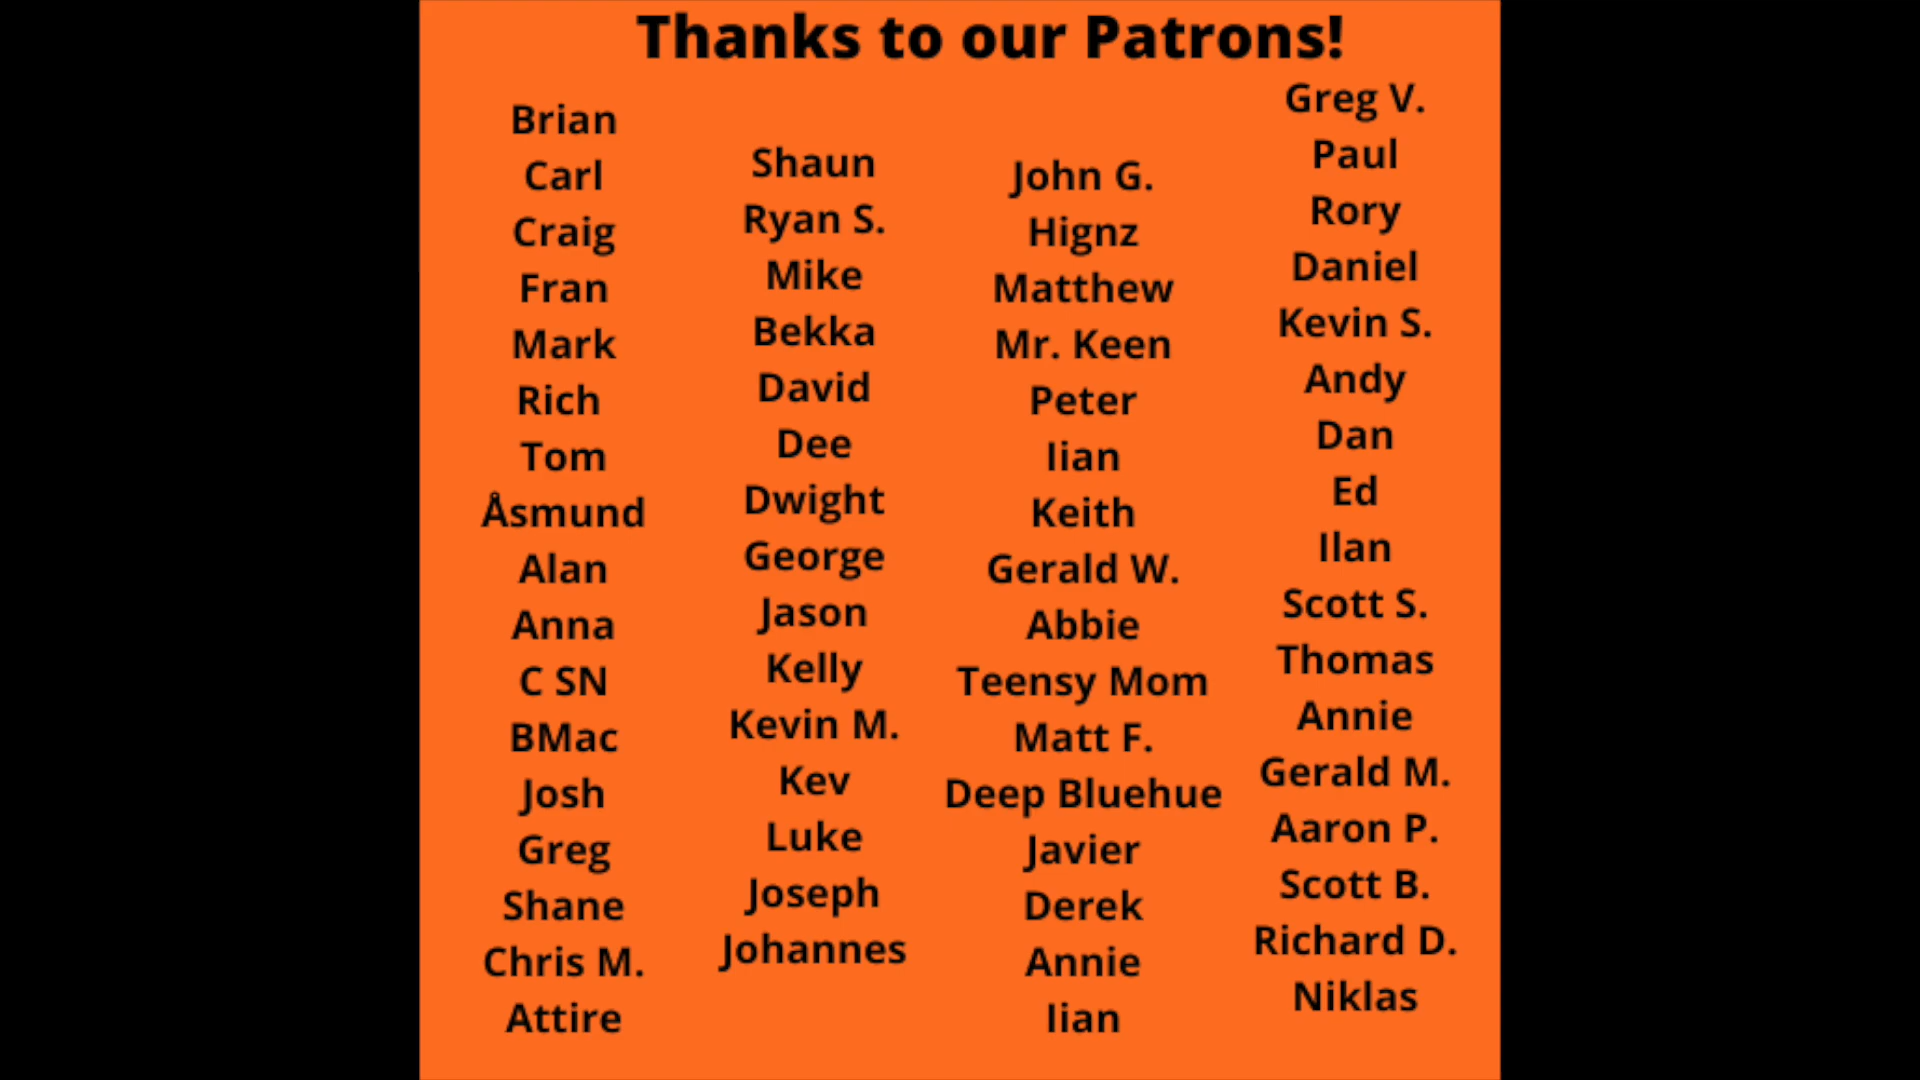 Thanks to our Patrons!
Brian
Carl
Craig
Fran
Mark
Rich
Tom
Åsmund
Alan
Anna
C SN
BMac
Josh
Greg
Shane
Chris M.
Attire
Shaun
Ryan S.
Mike
Bekka
David
Dee
Dwight
George
Jason
Kelly
Kevin M.
Kev
Luke
Joseph
Johannes
John G.
Hignz
Matthew
Mr. Keen
Peter
Iian
Keith
Gerald W.
Abbie
Teensy Mom
Matt F.
Deep Bluehue
Javier
Derek
Annie
Iian
Greg V.
Paul
Rory
Daniel
Kevin S.
Andy
Dan
Ed
Ilan
Scott S.
Thomas
Annie
Gerald M.
Aaron P.
Scott B.
Richard D.
Niklas